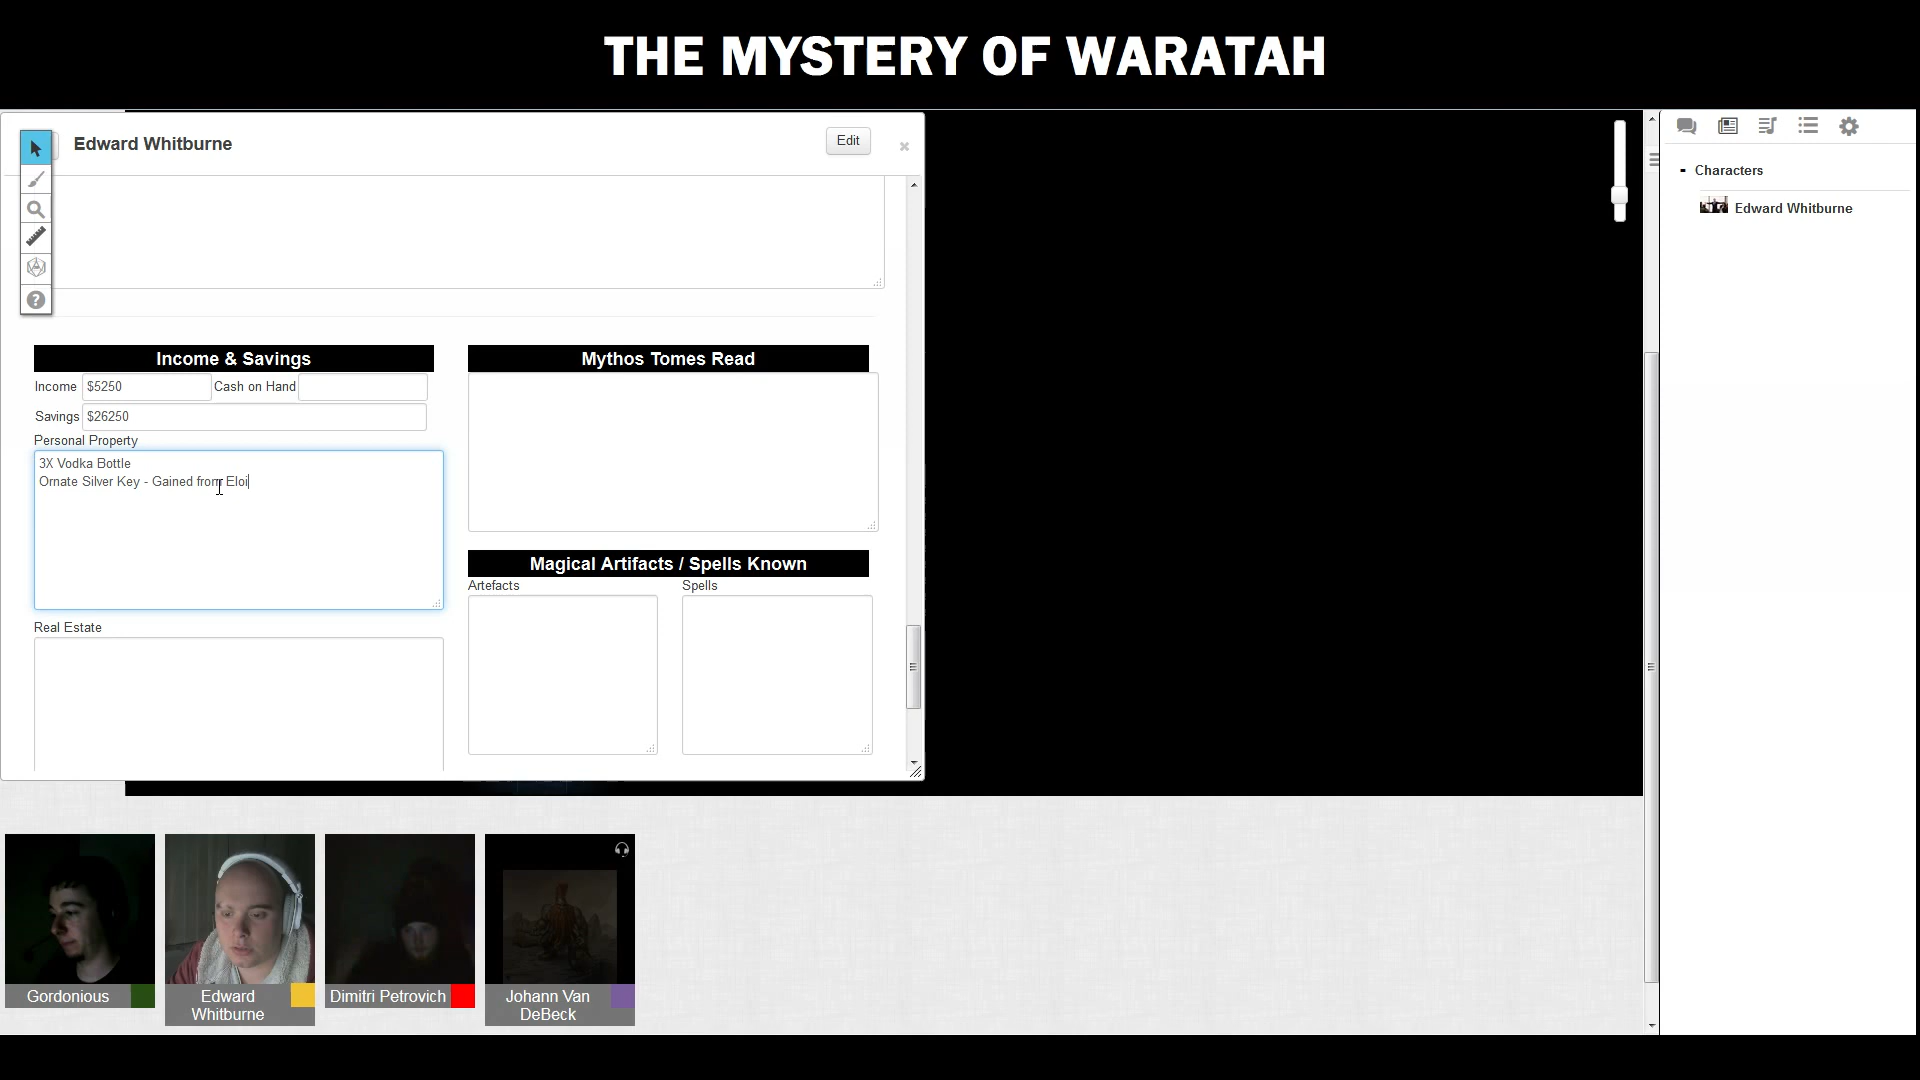 THE MYSTERY OF WARATAH
Edward Whitburne
Edit
Characters
Edward Whitburne
Income & Savings
Income $5250 Cash on Hand
Savings $26250
Personal Property
3X Vodka Bottle
Ornate Silver Key - Gained from Eloi
Real Estate
Mythos Tomes Read
Magical Artifacts / Spells Known
Artefacts Spells
Gordonious
Edward
Whitburne
Dimitri Petrovich
Johann Van
DeBeck